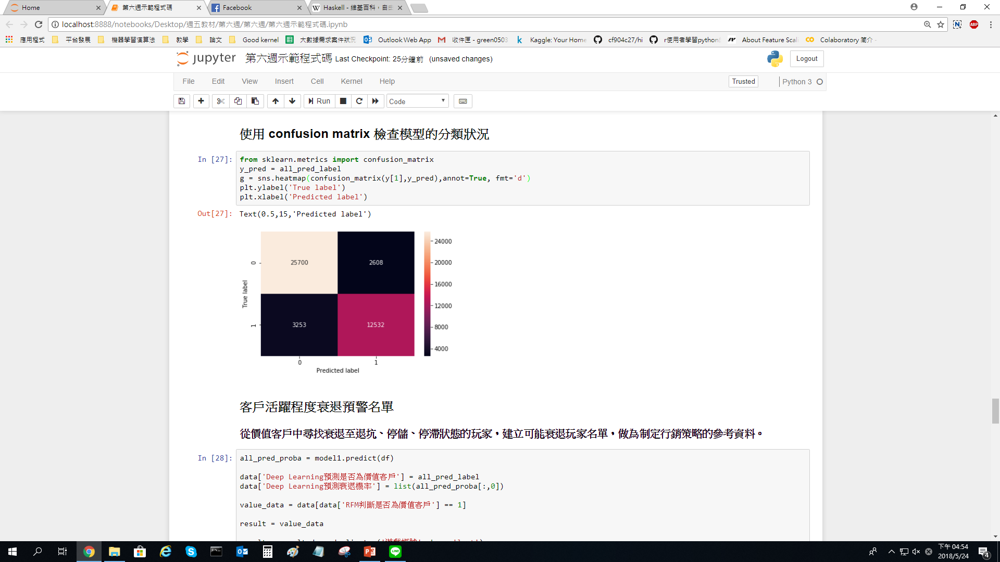 Home
第六週示範程式碼
Facebook
Haskell - 維基百科，自由
localhost:8888/notebooks/Desktop/週五教材/第六週/第六週/第六週示範程式碼.ipynb
應用程式 平台發展 機器學習演算法 教學 論文 Good kernel 大數據需求案件狀況 Outlook Web App 收件匣 - green0503 Kaggle: Your Home cf904c27/hi r使用者學習python ABP About Feature Scali Colaboratory 簡介 -
jupyter 第六週示範程式碼 Last Checkpoint: 25分鐘前 (unsaved changes) Logout
File Edit View Insert Cell Kernel Help Trusted Python 3
Run Code
使用 confusion matrix 檢查模型的分類狀況
In [27]: from sklearn.metrics import confusion_matrix
y_pred = all_pred_label
g = sns.heatmap(confusion_matrix(y[1],y_pred),annot=True, fmt='d')
plt.ylabel('True label')
plt.xlabel('Predicted label')
Out[27]: Text(0.5,15,'Predicted label')
24000
0 25700 2608 20000
16000
True label
12000
1 3253 12532 8000
4000
0 1
Predicted label
客戶活躍程度衰退預警名單
從價值客戶中尋找衰退至退坑、停儲、停滯狀態的玩家，建立可能衰退玩家名單，做為制定行銷策略的參考資料。
In [28]: all_pred_proba = model1.predict(df)
data['Deep Learning預測是否為價值客戶'] = all_pred_label
data['Deep Learning預測衰退機率'] = list(all_pred_proba[:,0])
value_data = data[data['RFM判斷是否為價值客戶'] == 1]
result = value_data
下午 04:54
2018/5/24
4